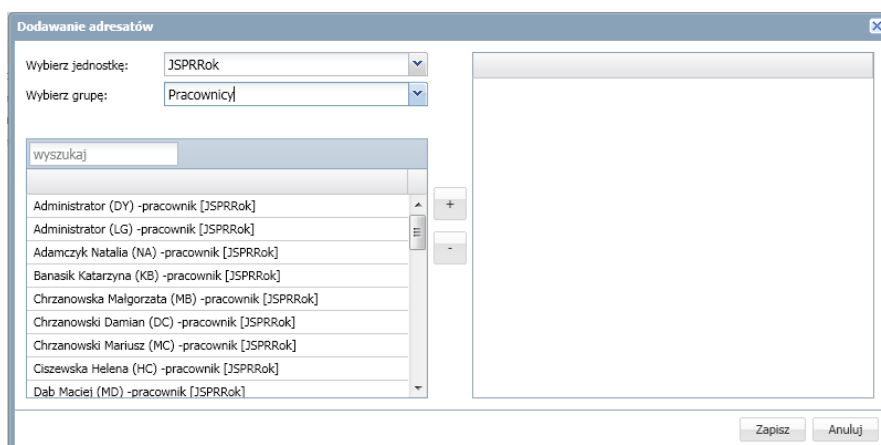 Dodawanie adresatów
Wybierz jednostkę: JSPRRok
Wybierz grupę: Pracownicy
wyszukaj
Administrator (DY) -pracownik [JSPRRok]
Administrator (LG) -pracownik [JSPRRok]
Adamczyk Natalia (NA) -pracownik [JSPRRok]
Banasik Katarzyna (KB) -pracownik [JSPRRok]
Chrzanowska Małgorzata (MB) -pracownik [JSPRRok]
Chrzanowski Damian (DC) -pracownik [JSPRRok]
Chrzanowski Mariusz (MC) -pracownik [JSPRRok]
Ciszewska Helena (HC) -pracownik [JSPRRok]
Dąb Maciej (MD) -pracownik [JSPRRok]
+
-
Zapisz Anuluj